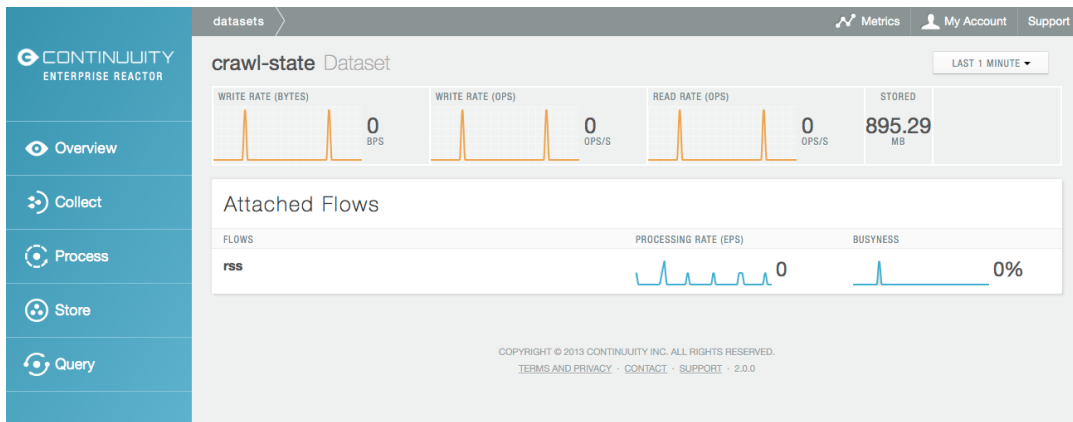 datasets
Metrics
My Account
Support
CONTINUUITY
ENTERPRISE REACTOR
crawl-state Dataset
LAST 1 MINUTE
WRITE RATE (BYTES)
WRITE RATE (OPS)
READ RATE (OPS)
STORED
0
BPS
0
OPS/S
0
OPS/S
895.29
MB
Overview
Collect
Process
Store
Query
Attached Flows
FLOWS
PROCESSING RATE (EPS)
BUSYNESS
rss
0
0%
COPYRIGHT © 2013 CONTINUUITY INC. ALL RIGHTS RESERVED.
TERMS AND PRIVACY · CONTACT · SUPPORT · 2.0.0